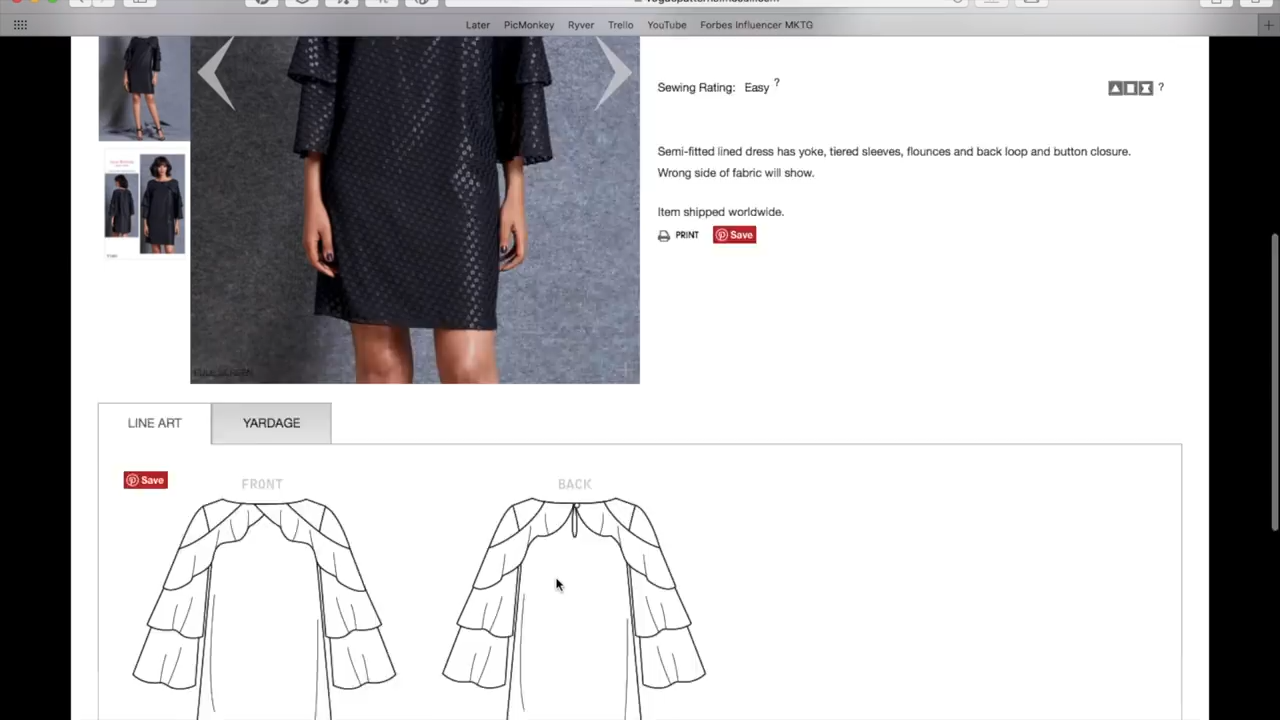 Later PicMonkey Ryver Trello YouTube Forbes Influencer MKTG
Sewing Rating: Easy ?
?
Semi-fitted lined dress has yoke, tiered sleeves, flounces and back loop and button closure.
Wrong side of fabric will show.
Item shipped worldwide.
PRINT Save
FULL SCREEN
LINE ART YARDAGE
Save
FRONT BACK